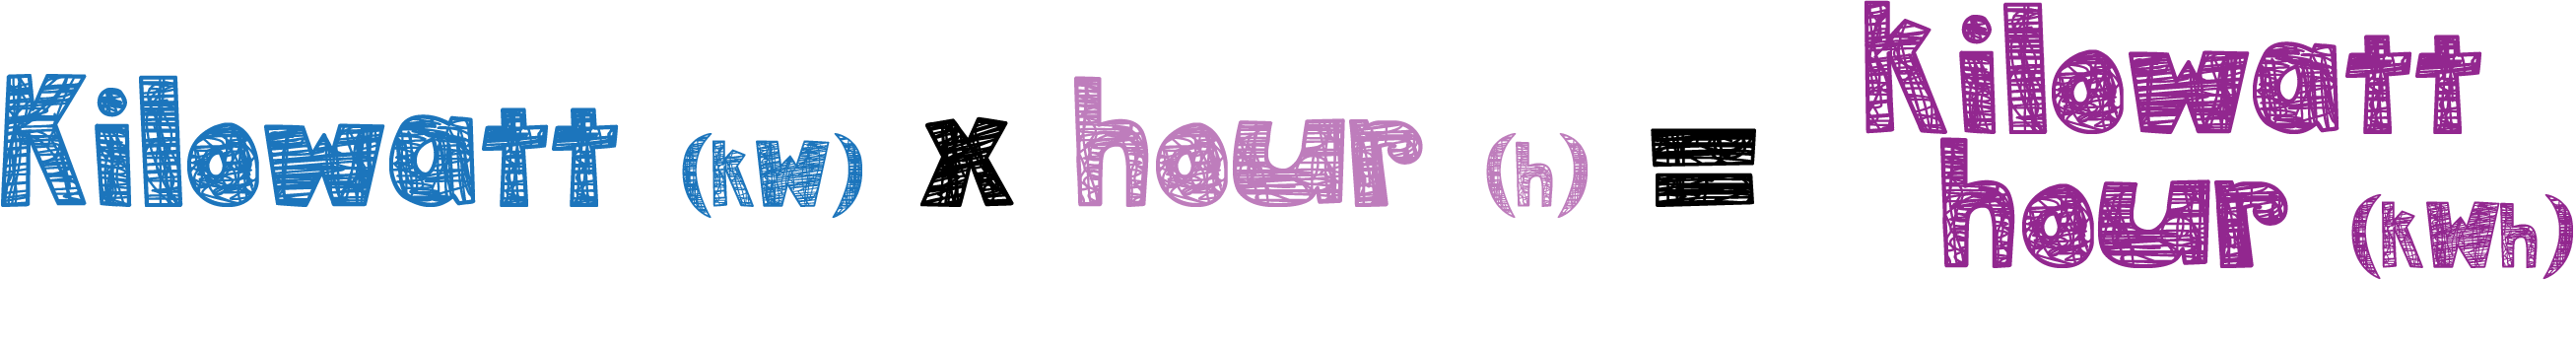 Kilowatt (kW) x hour (h) = kilowatt
hour (kWh)